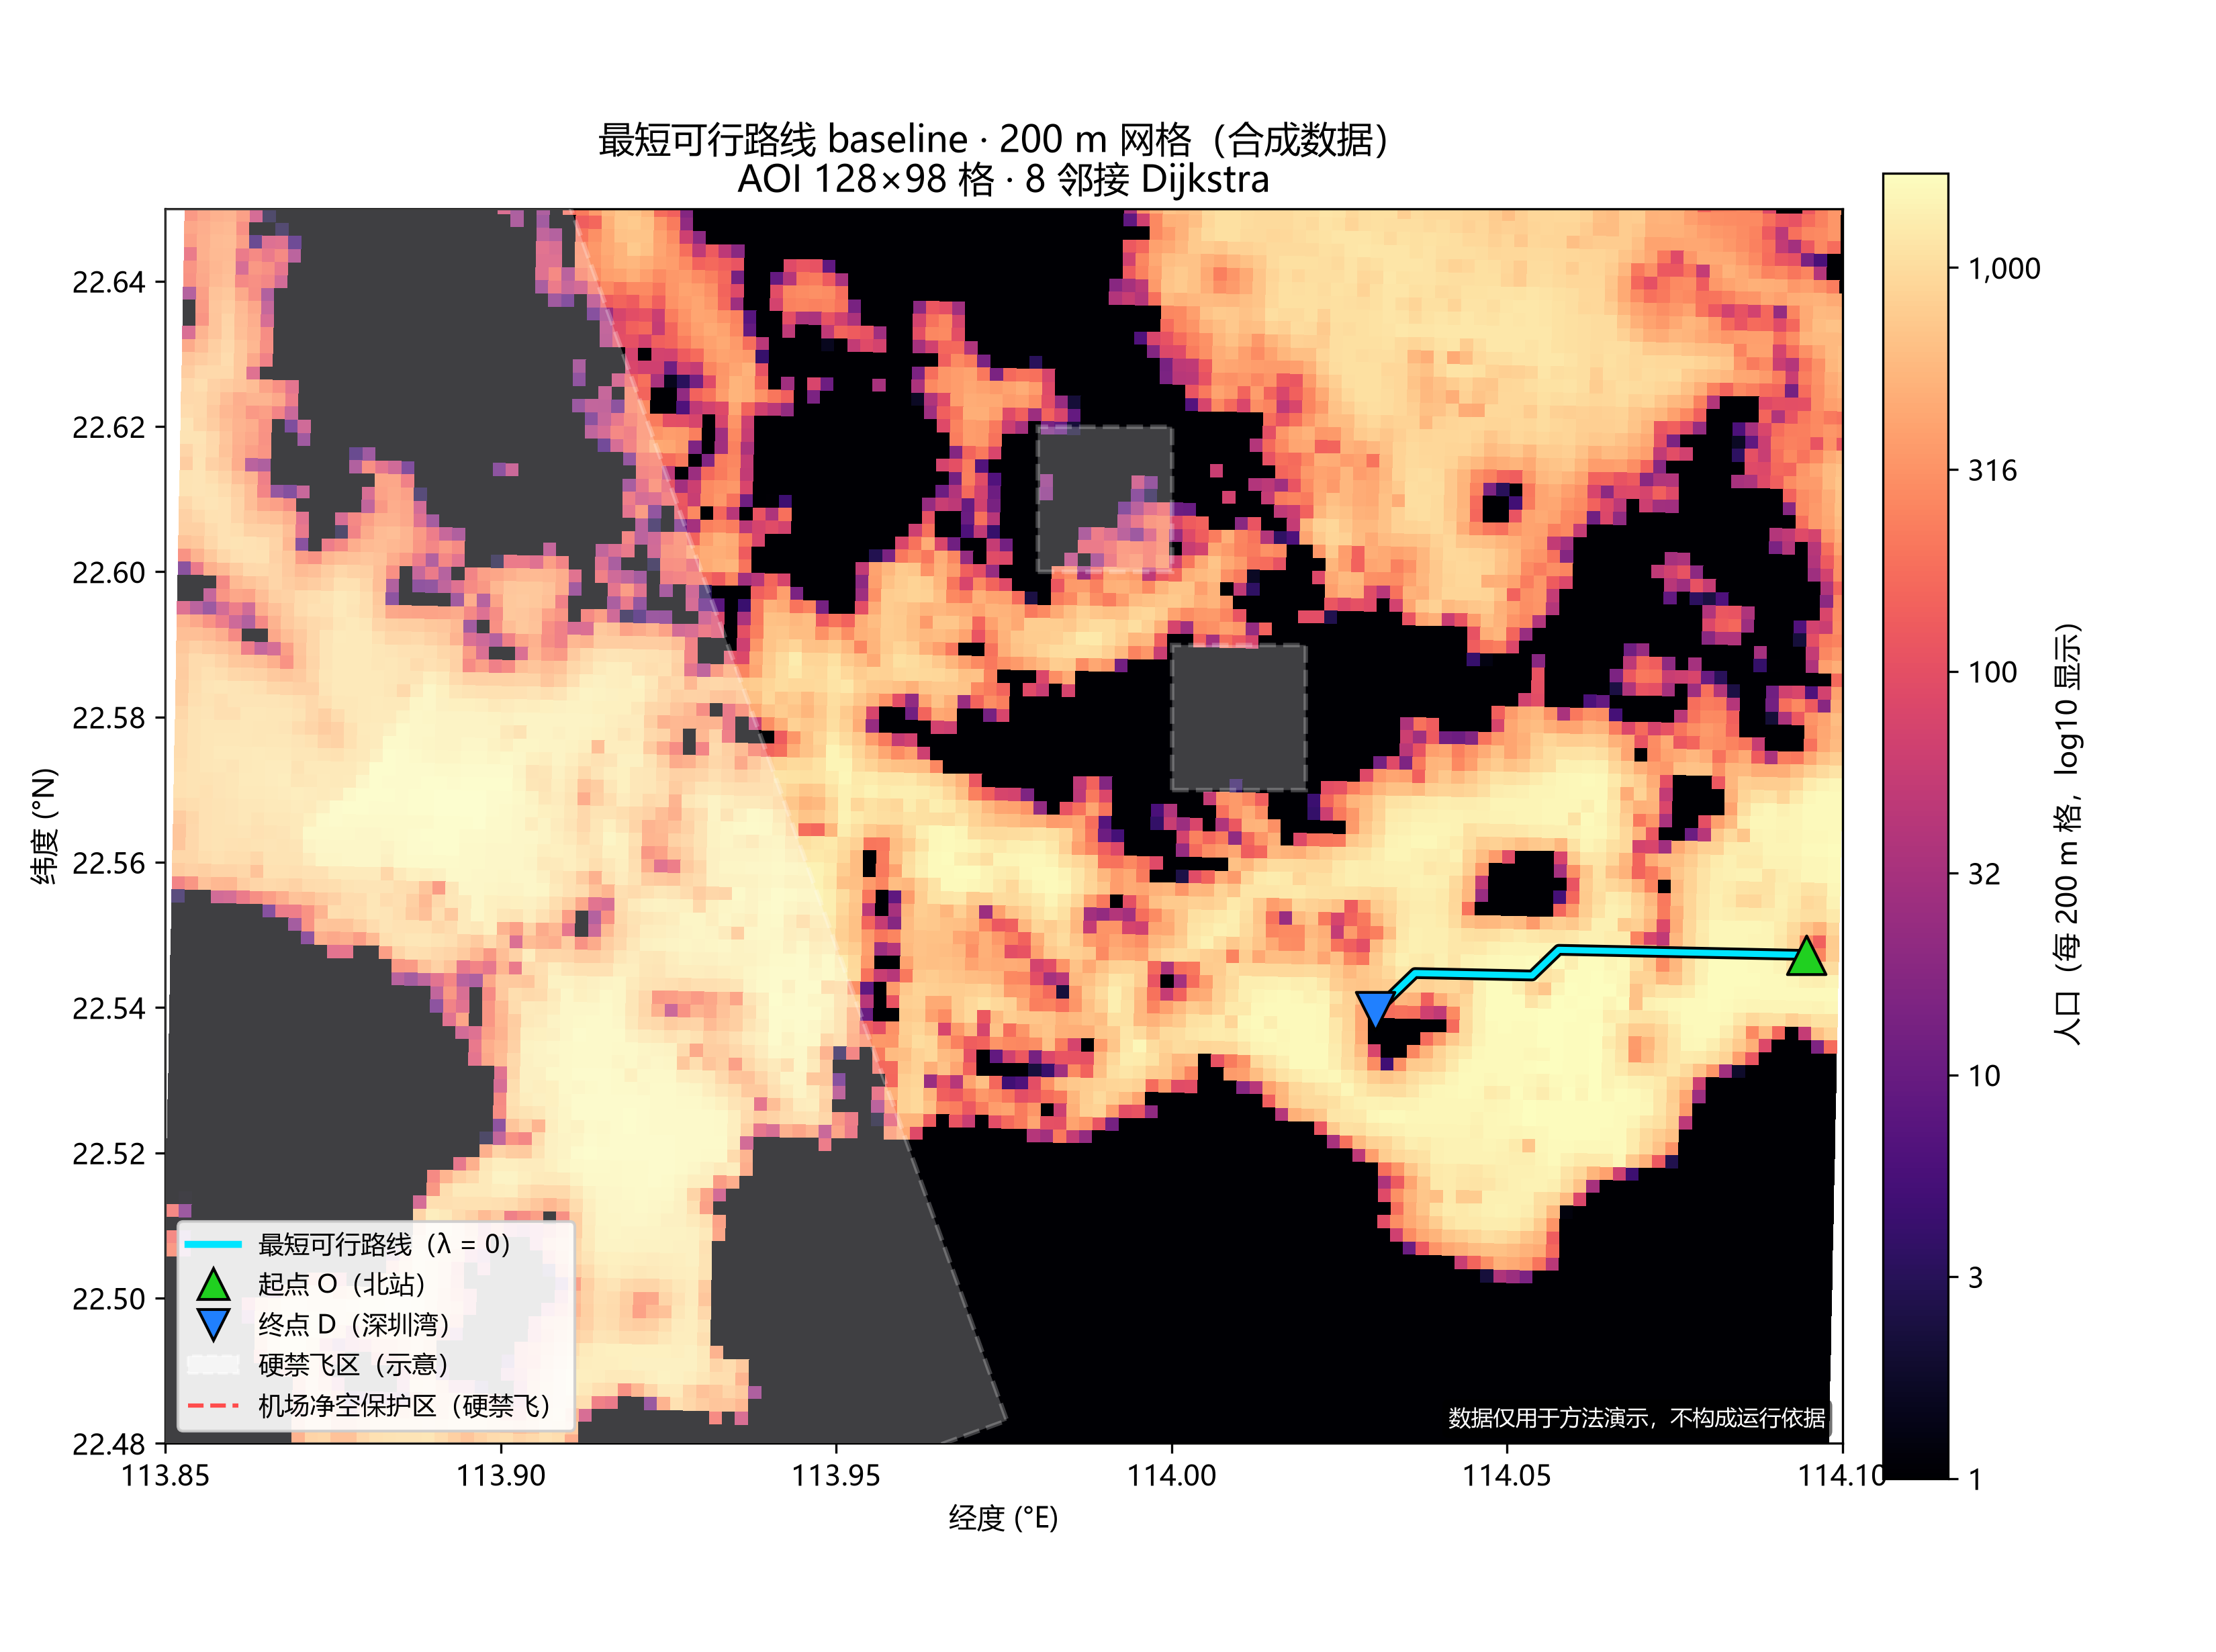 最短可行路线 baseline · 200 m 网格（合成数据）
AOI 128×98 格 · 8 邻接 Dijkstra
纬度 (°N)
22.64
22.62
22.60
22.58
22.56
22.54
22.52
22.50
22.48
最短可行路线（λ = 0）
起点 O（北站）
终点 D（深圳湾）
硬禁飞区（示意）
机场净空保护区（硬禁飞）
数据仅用于方法演示，不构成运行依据
113.85
113.90
113.95
114.00
114.05
114.10
经度 (°E)
1,000
316
100
32
10
3
1
人口（每 200 m 格，log10 显示）